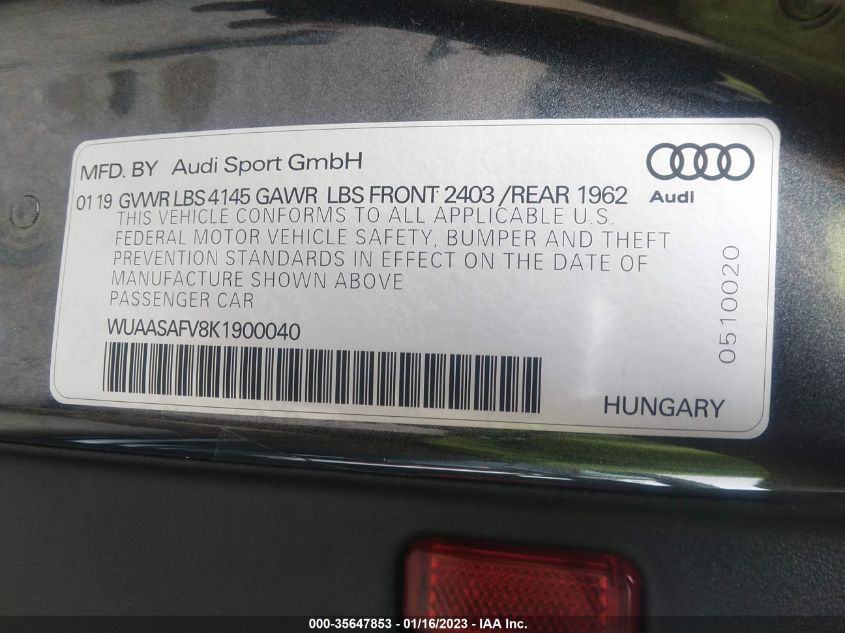 MFD. BY Audi Sport GmbH
01 19 GVWR LBS 4145 GAWR LBS FRONT 2403 /REAR 1962
Audi
THIS VEHICLE CONFORMS TO ALL APPLICABLE U.S.
FEDERAL MOTOR VEHICLE SAFETY, BUMPER AND THEFT
PREVENTION STANDARDS IN EFFECT ON THE DATE OF
MANUFACTURE SHOWN ABOVE
PASSENGER CAR
WUAASAFV8K1900040
0510020
HUNGARY
000-35647853 - 01/16/2023 - IAA Inc.